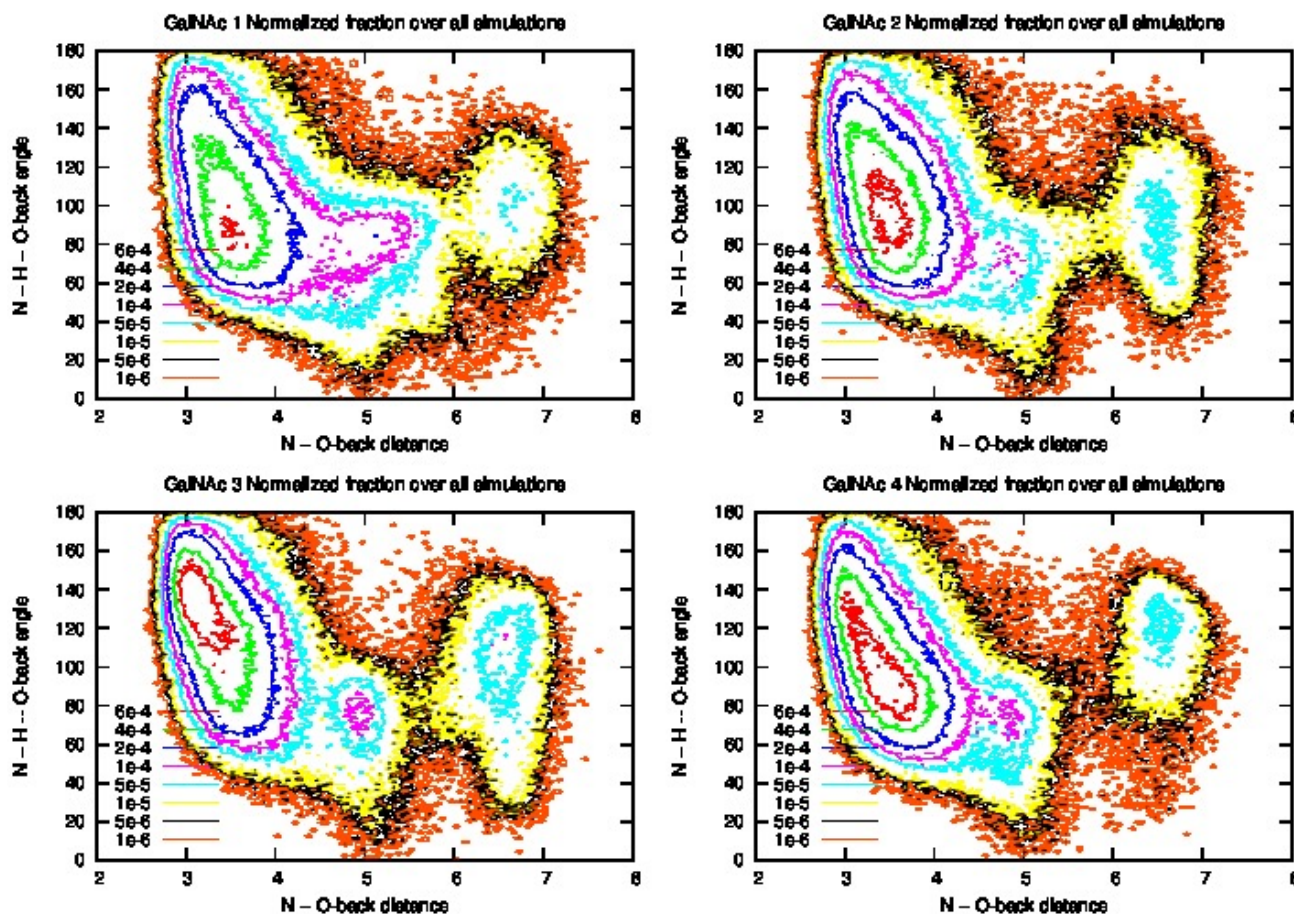 GalNAc 1 Normalized fraction over all simulations
180
160
140
120
100
80
60
40
20
0
N – H – O-back angle
6e-4
4e-4
2e-4
1e-4
5e-5
1e-5
5e-6
1e-6
2 3 4 5 6 7 8
N – O-back distance
GalNAc 2 Normalized fraction over all simulations
180
160
140
120
100
80
60
40
20
0
N – H – O-back angle
6e-4
4e-4
2e-4
1e-4
5e-5
1e-5
5e-6
1e-6
2 3 4 5 6 7 8
N – O-back distance
GalNAc 3 Normalized fraction over all simulations
180
160
140
120
100
80
60
40
20
0
N – H -- O-back angle
6e-4
4e-4
2e-4
1e-4
5e-5
1e-5
5e-6
1e-6
2 3 4 5 6 7 8
N – O-back distance
GalNAc 4 Normalized fraction over all simulations
180
160
140
120
100
80
60
40
20
0
N – H -- O-back angle
6e-4
4e-4
2e-4
1e-4
5e-5
1e-5
5e-6
1e-6
2 3 4 5 6 7 8
N – O-back distance